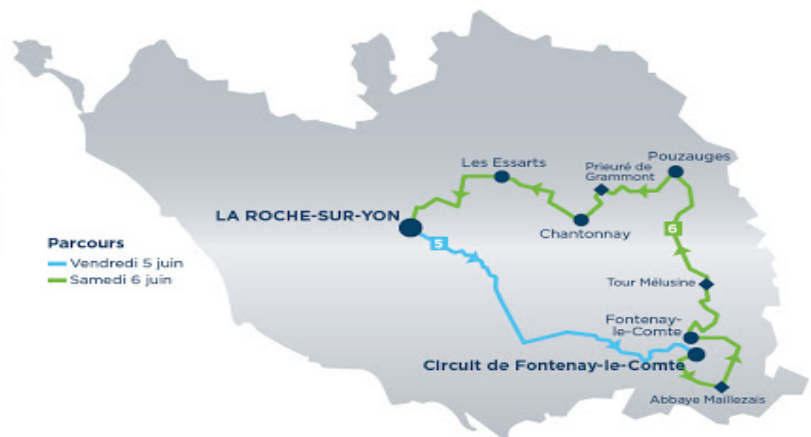 Pouzauges
Les Essarts
Prieuré de
Grammont
LA ROCHE-SUR-YON
Chantonnay
5
6
Parcours
Vendredi 5 juin
Samedi 6 juin
Tour Mélusine
Fontenay-
le-Comte
Circuit de Fontenay-le-Comte
Abbaye Maillezais